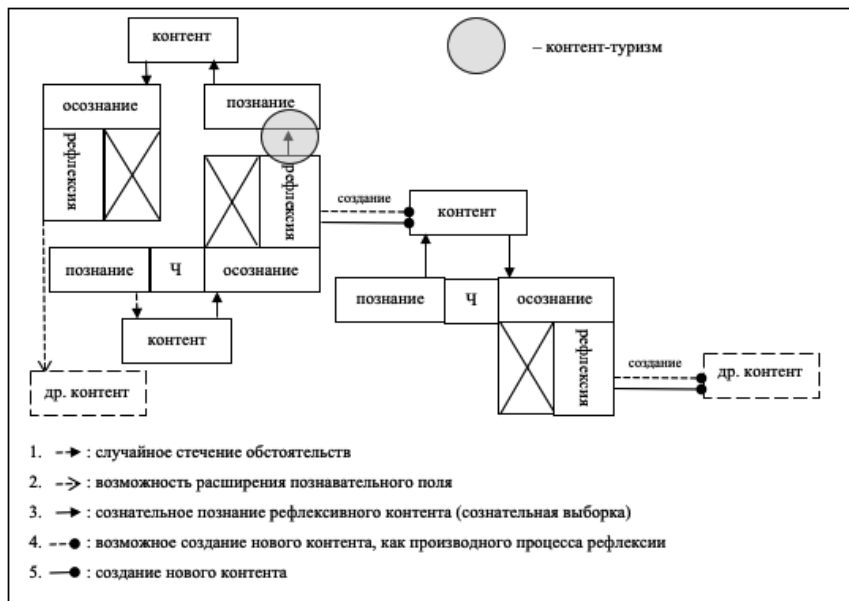 контент
– контент-туризм
осознание
познание
рефлексия
рефлексия
создание
контент
познание
Ч
осознание
познание
Ч
осознание
контент
рефлексия
создание
др. контент
др. контент
1. : случайное стечение обстоятельств
2. : возможность расширения познавательного поля
3. : сознательное познание рефлексивного контента (сознательная выборка)
4. : возможное создание нового контента, как производного процесса рефлексии
5. : создание нового контента